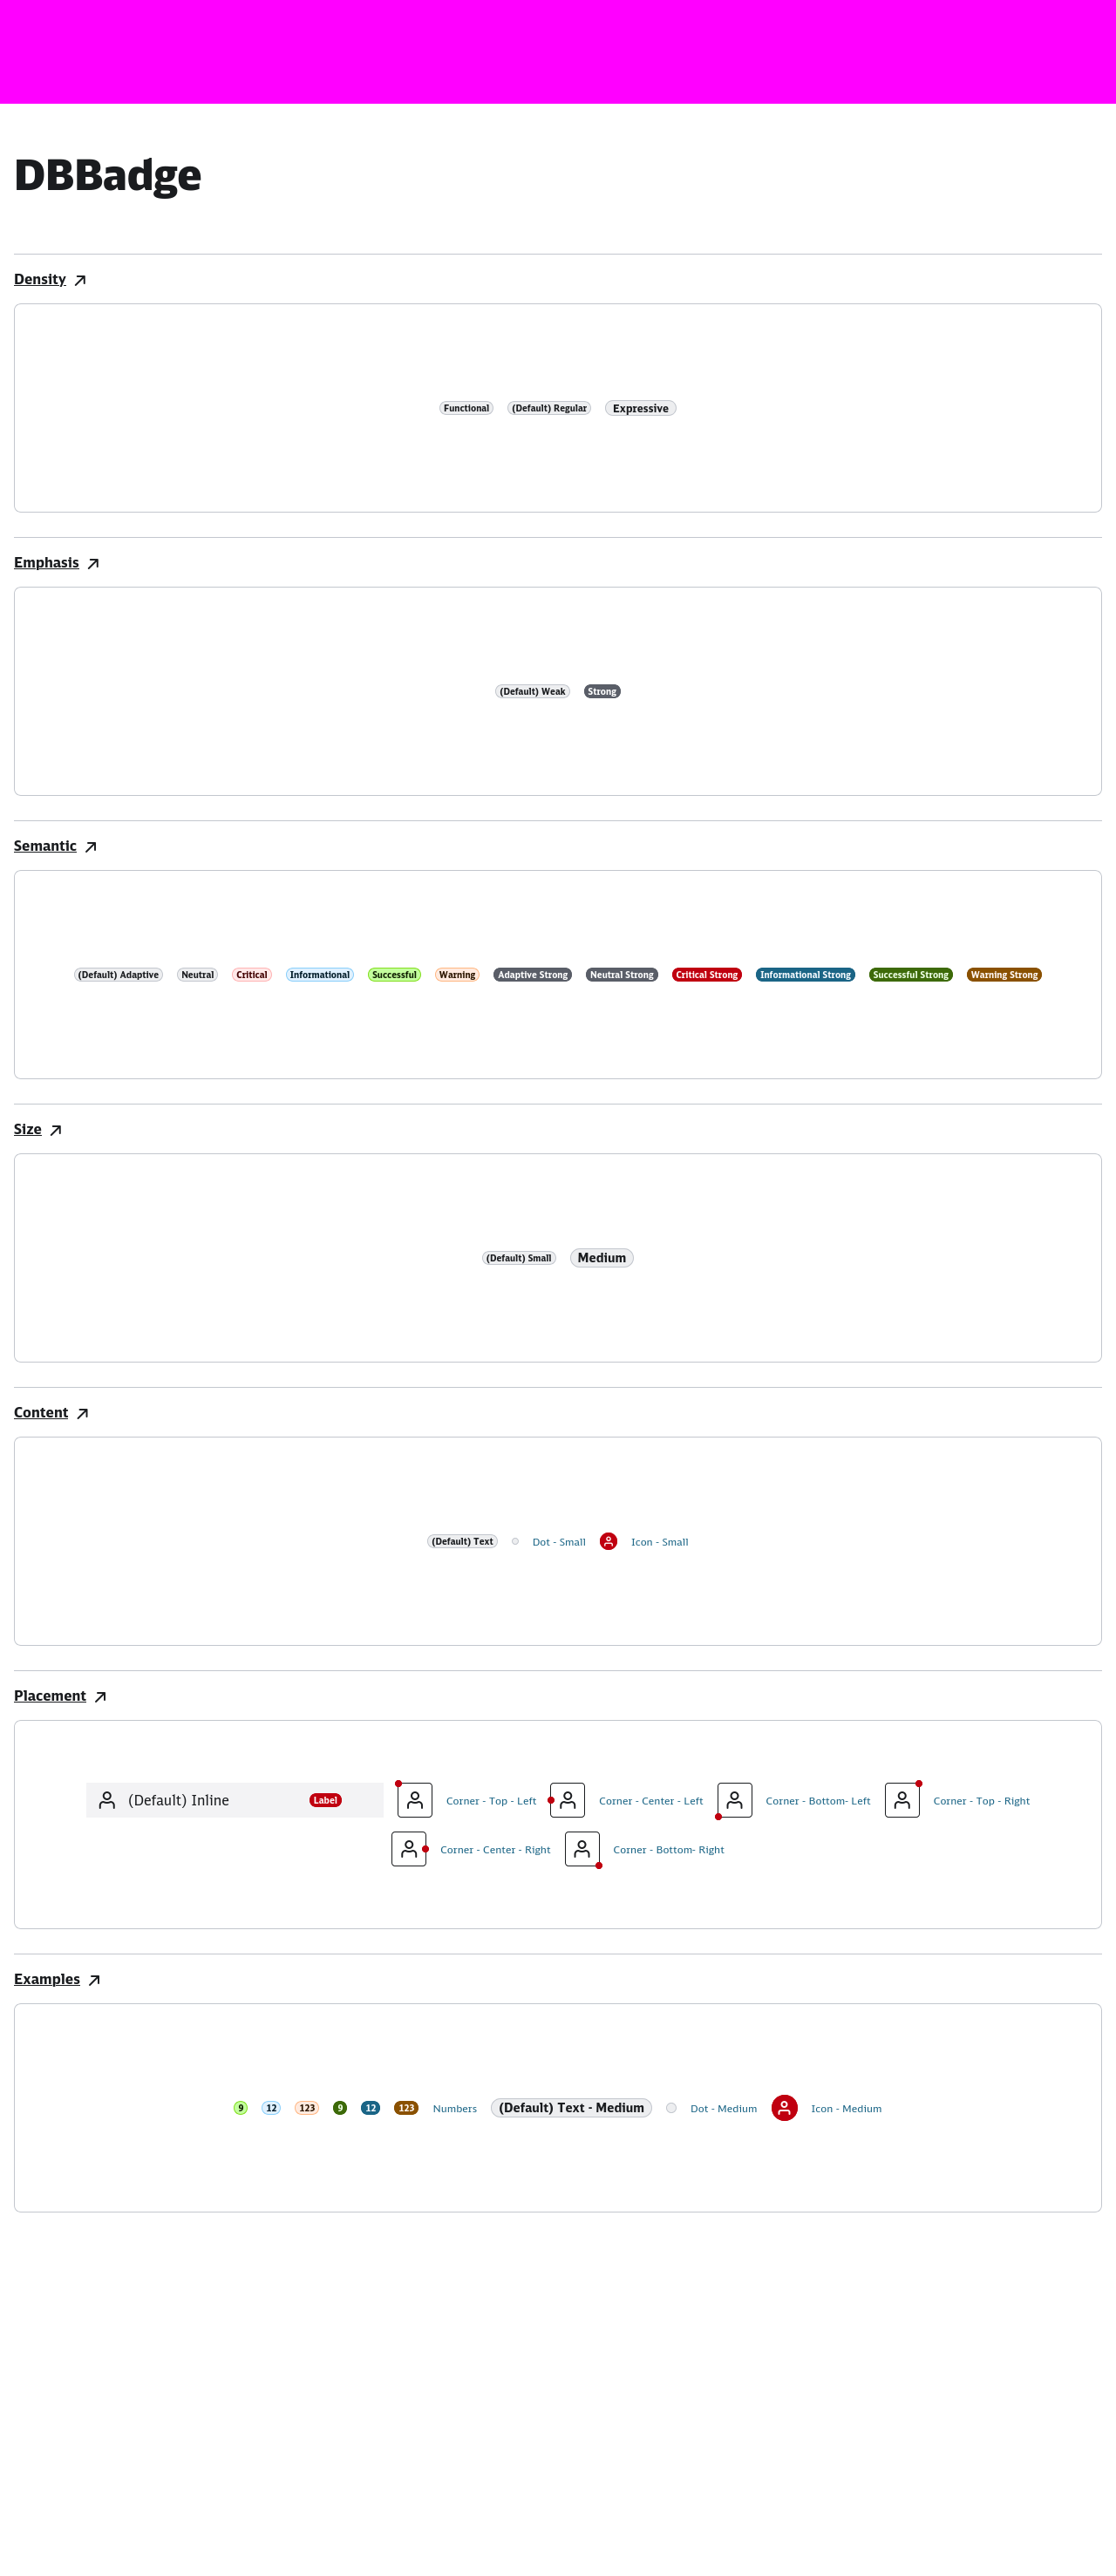 DBBadge
Density
Functional (Default) Regular Expressive
Emphasis
(Default) Weak Strong
Semantic
(Default) Adaptive Neutral Critical Informational Successful Warning Adaptive Strong Neutral Strong Critical Strong Informational Strong Successful Strong Warning Strong
Size
(Default) Small Medium
Content
(Default) Text Dot - Small Icon - Small
Placement
(Default) Inline Label Corner - Top - Left Corner - Center - Left Corner - Bottom- Left Corner - Top - Right
Corner - Center - Right Corner - Bottom- Right
Examples
9 12 123 9 12 123 Numbers (Default) Text - Medium Dot - Medium Icon - Medium